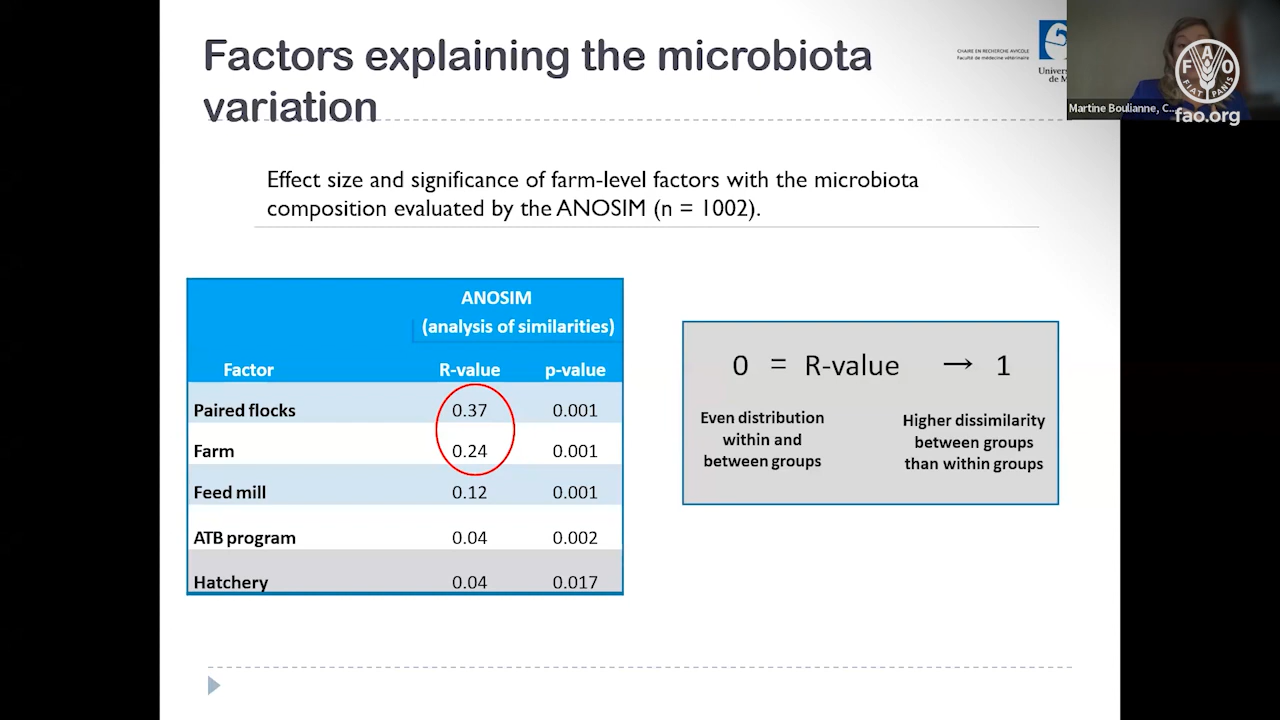 Factors explaining the microbiota
variation
CHAIRE EN RECHERCHE AVICOLE
Faculté de médecine vétérinaire
Univers
de M
Martine Boulianne, C...
FAO
FIAT PANIS
fao.org
Effect size and significance of farm-level factors with the microbiota
composition evaluated by the ANOSIM (n = 1002).
ANOSIM
(analysis of similarities)
Factor R-value p-value
Paired flocks 0.37 0.001
Farm 0.24 0.001
Feed mill 0.12 0.001
ATB program 0.04 0.002
Hatchery 0.04 0.017
0 = R-value → 1
Even distribution
within and
between groups
Higher dissimilarity
between groups
than within groups